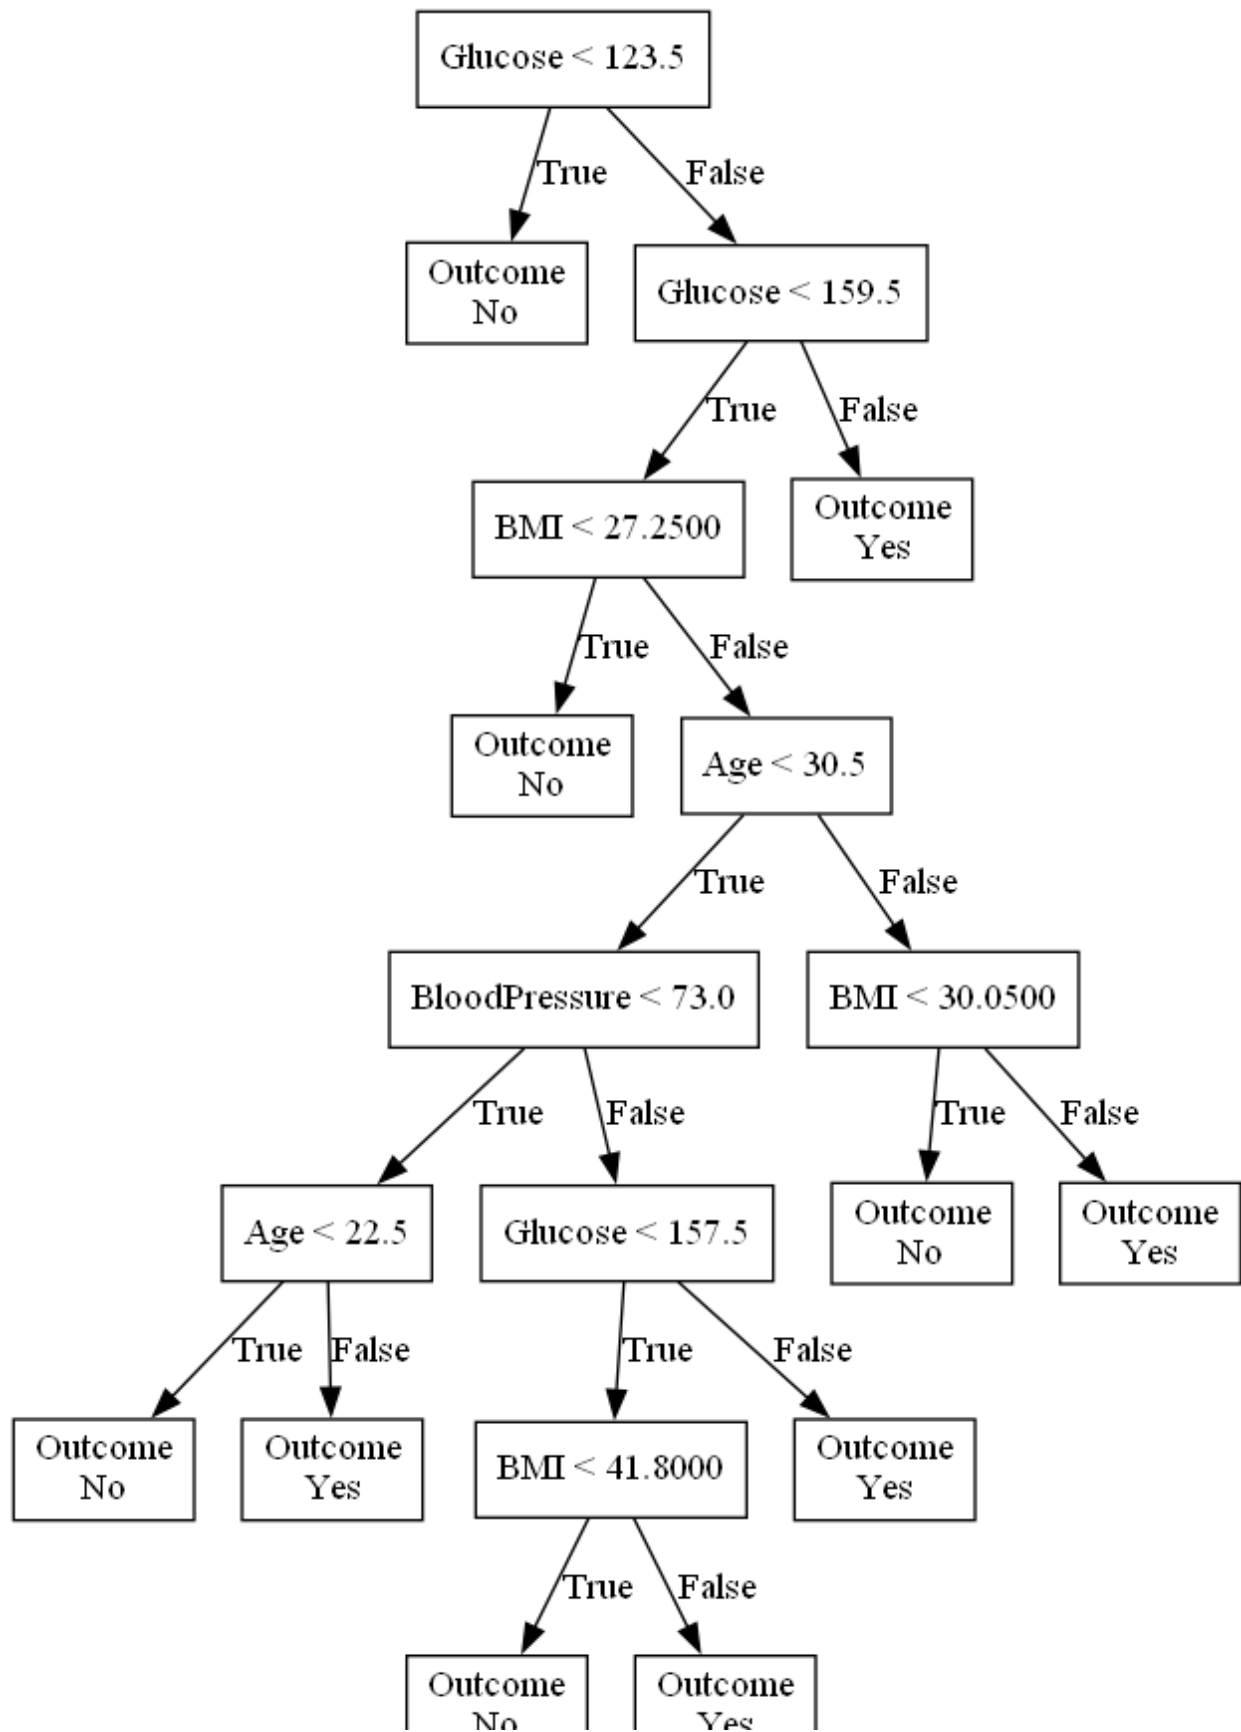 Glucose < 123.5
True
False
Outcome
No
Glucose < 159.5
True
False
BMI < 27.2500
Outcome
Yes
True
False
Outcome
No
Age < 30.5
True
False
BloodPressure < 73.0
BMI < 30.0500
True
False
True
False
Age < 22.5
Glucose < 157.5
Outcome
No
Outcome
Yes
True
False
True
False
Outcome
No
Outcome
Yes
BMI < 41.8000
Outcome
Yes
True
False
Outcome
No
Outcome
Yes